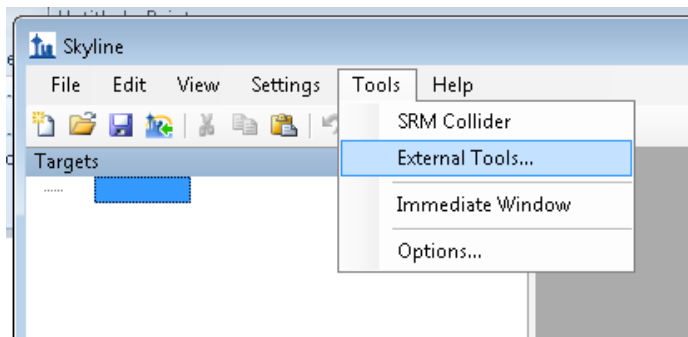 Skyline
File Edit View Settings Tools Help
SRM Collider
Targets
External Tools...
Immediate Window
Options...